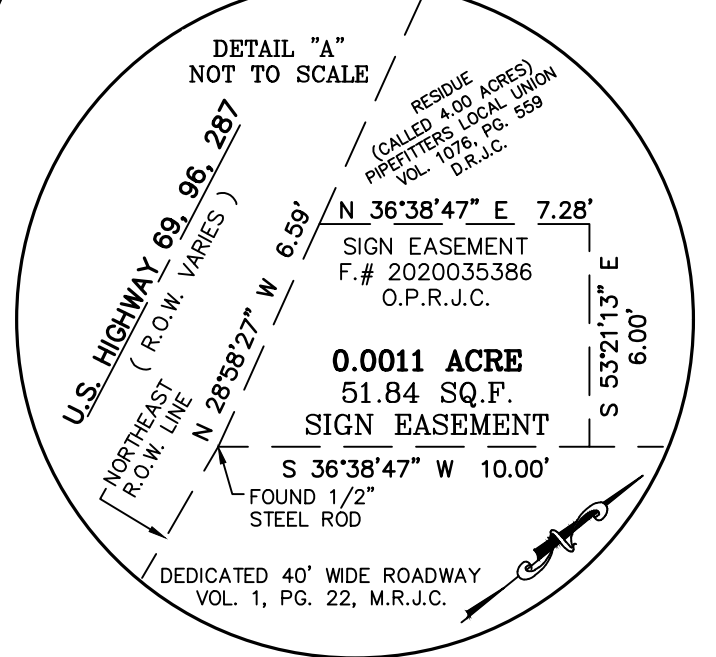 DETAIL "A"
NOT TO SCALE
RESIDUE
(CALLED 4.00 ACRES)
PIPEFITTERS LOCAL UNION
VOL. 1076, PG. 559
D.R.J.C.
U.S. HIGHWAY 69, 96, 287
( R.O.W. VARIES )
N 28°58'27" W 6.59'
N 36°38'47" E 7.28'
SIGN EASEMENT
F.# 2020035386
O.P.R.J.C.
S 53°21'13" E
6.00'
0.0011 ACRE
51.84 SQ.F.
SIGN EASEMENT
NORTHEAST
R.O.W. LINE
S 36°38'47" W 10.00'
FOUND 1/2"
STEEL ROD
DEDICATED 40' WIDE ROADWAY
VOL. 1, PG. 22, M.R.J.C.